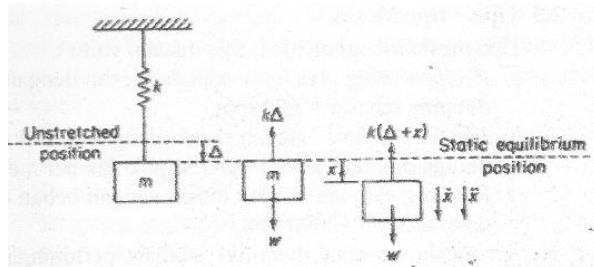 k
Unstretched
position
Δ
m
kΔ
m
w
k(Δ+x)
x
ẋ ẍ
w
Static equilibrium
position